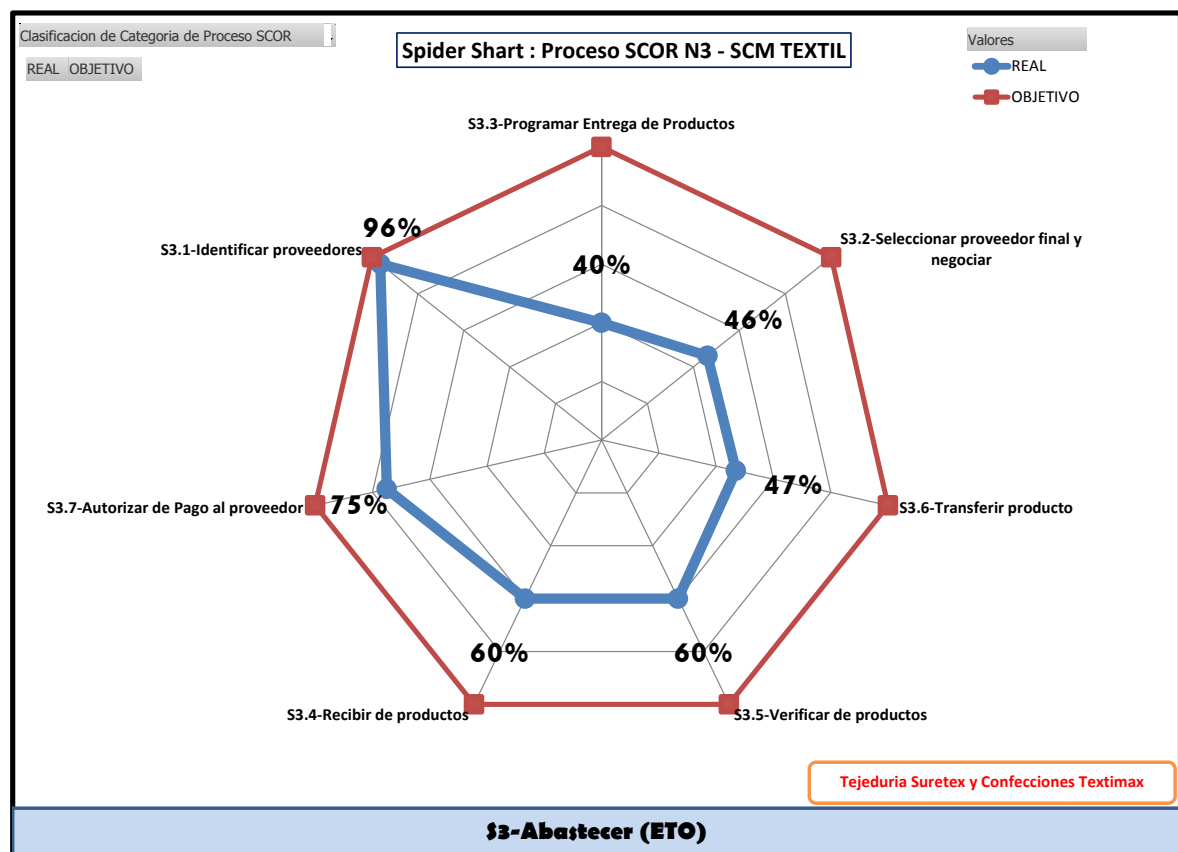 Clasificacion de Categoria de Proceso SCOR
REAL OBJETIVO
Spider Shart : Proceso SCOR N3 - SCM TEXTIL
Valores
REAL
OBJETIVO
S3.3-Programar Entrega de Productos
96%
S3.1-Identificar proveedores
40%
S3.2-Seleccionar proveedor final y
negociar
46%
47%
S3.6-Transferir producto
S3.7-Autorizar de Pago al proveedor
75%
60%
60%
S3.4-Recibir de productos
S3.5-Verificar de productos
Tejeduria Suretex y Confecciones Textimax
S3-Abastecer (ETO)